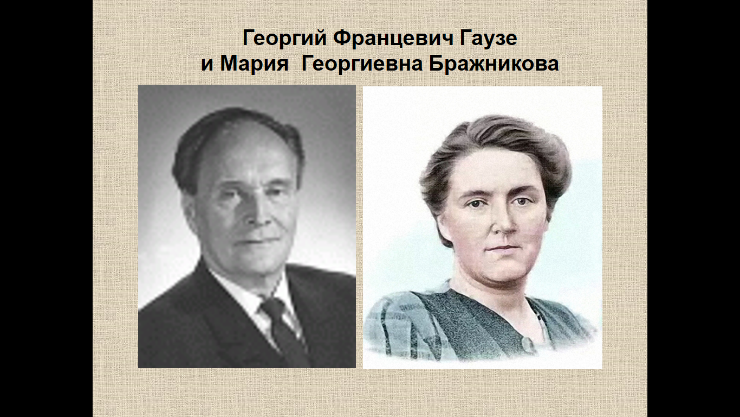 Георгий Францевич Гаузе
и Мария  Георгиевна Бражникова